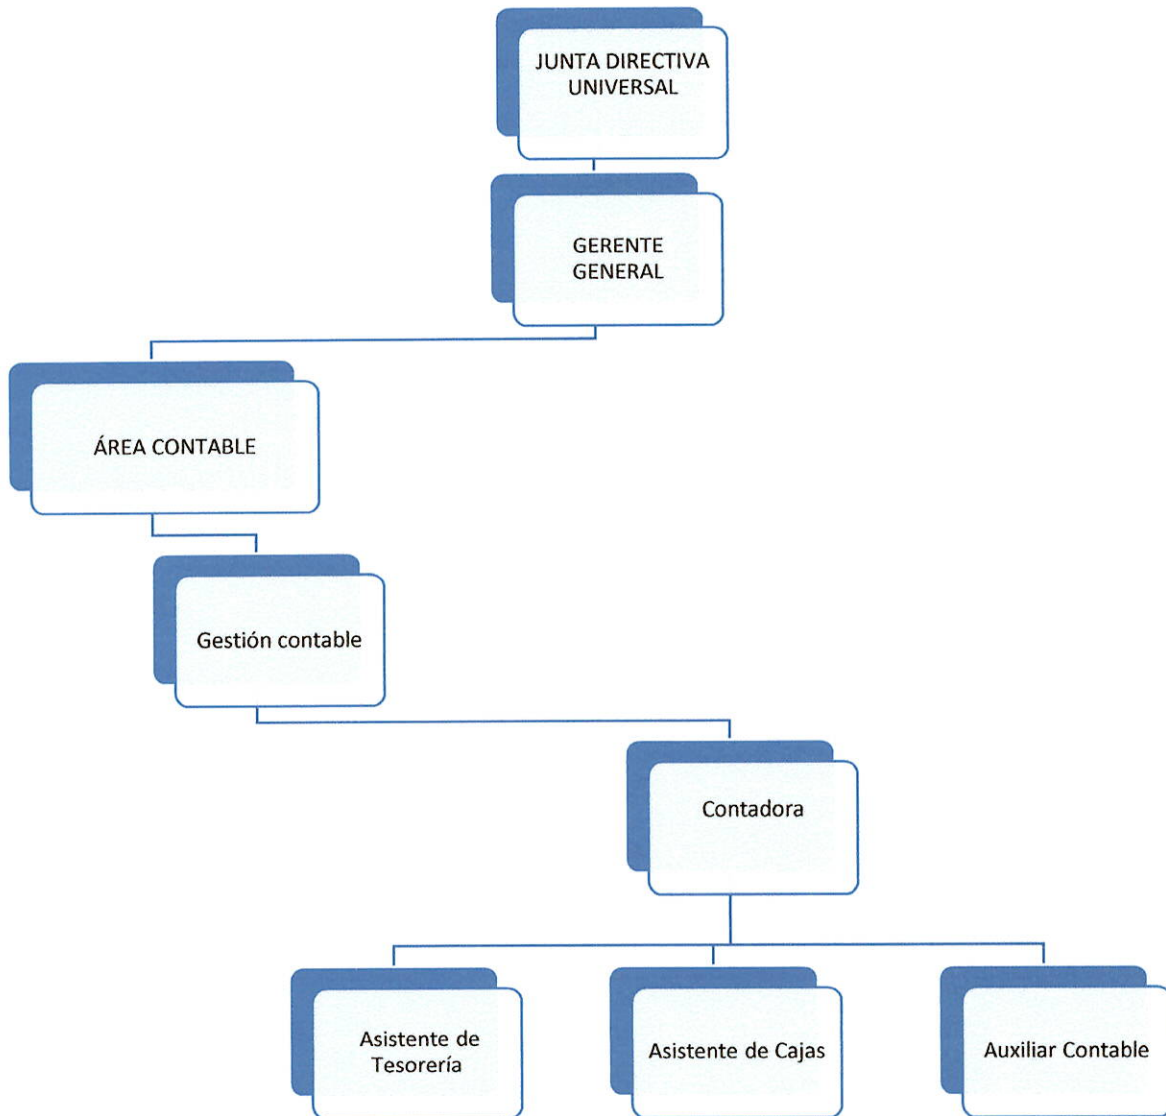 JUNTA DIRECTIVA
UNIVERSAL
GERENTE
GENERAL
ÁREA CONTABLE
Gestión contable
Contadora
Asistente de
Tesorería
Asistente de Cajas
Auxiliar Contable